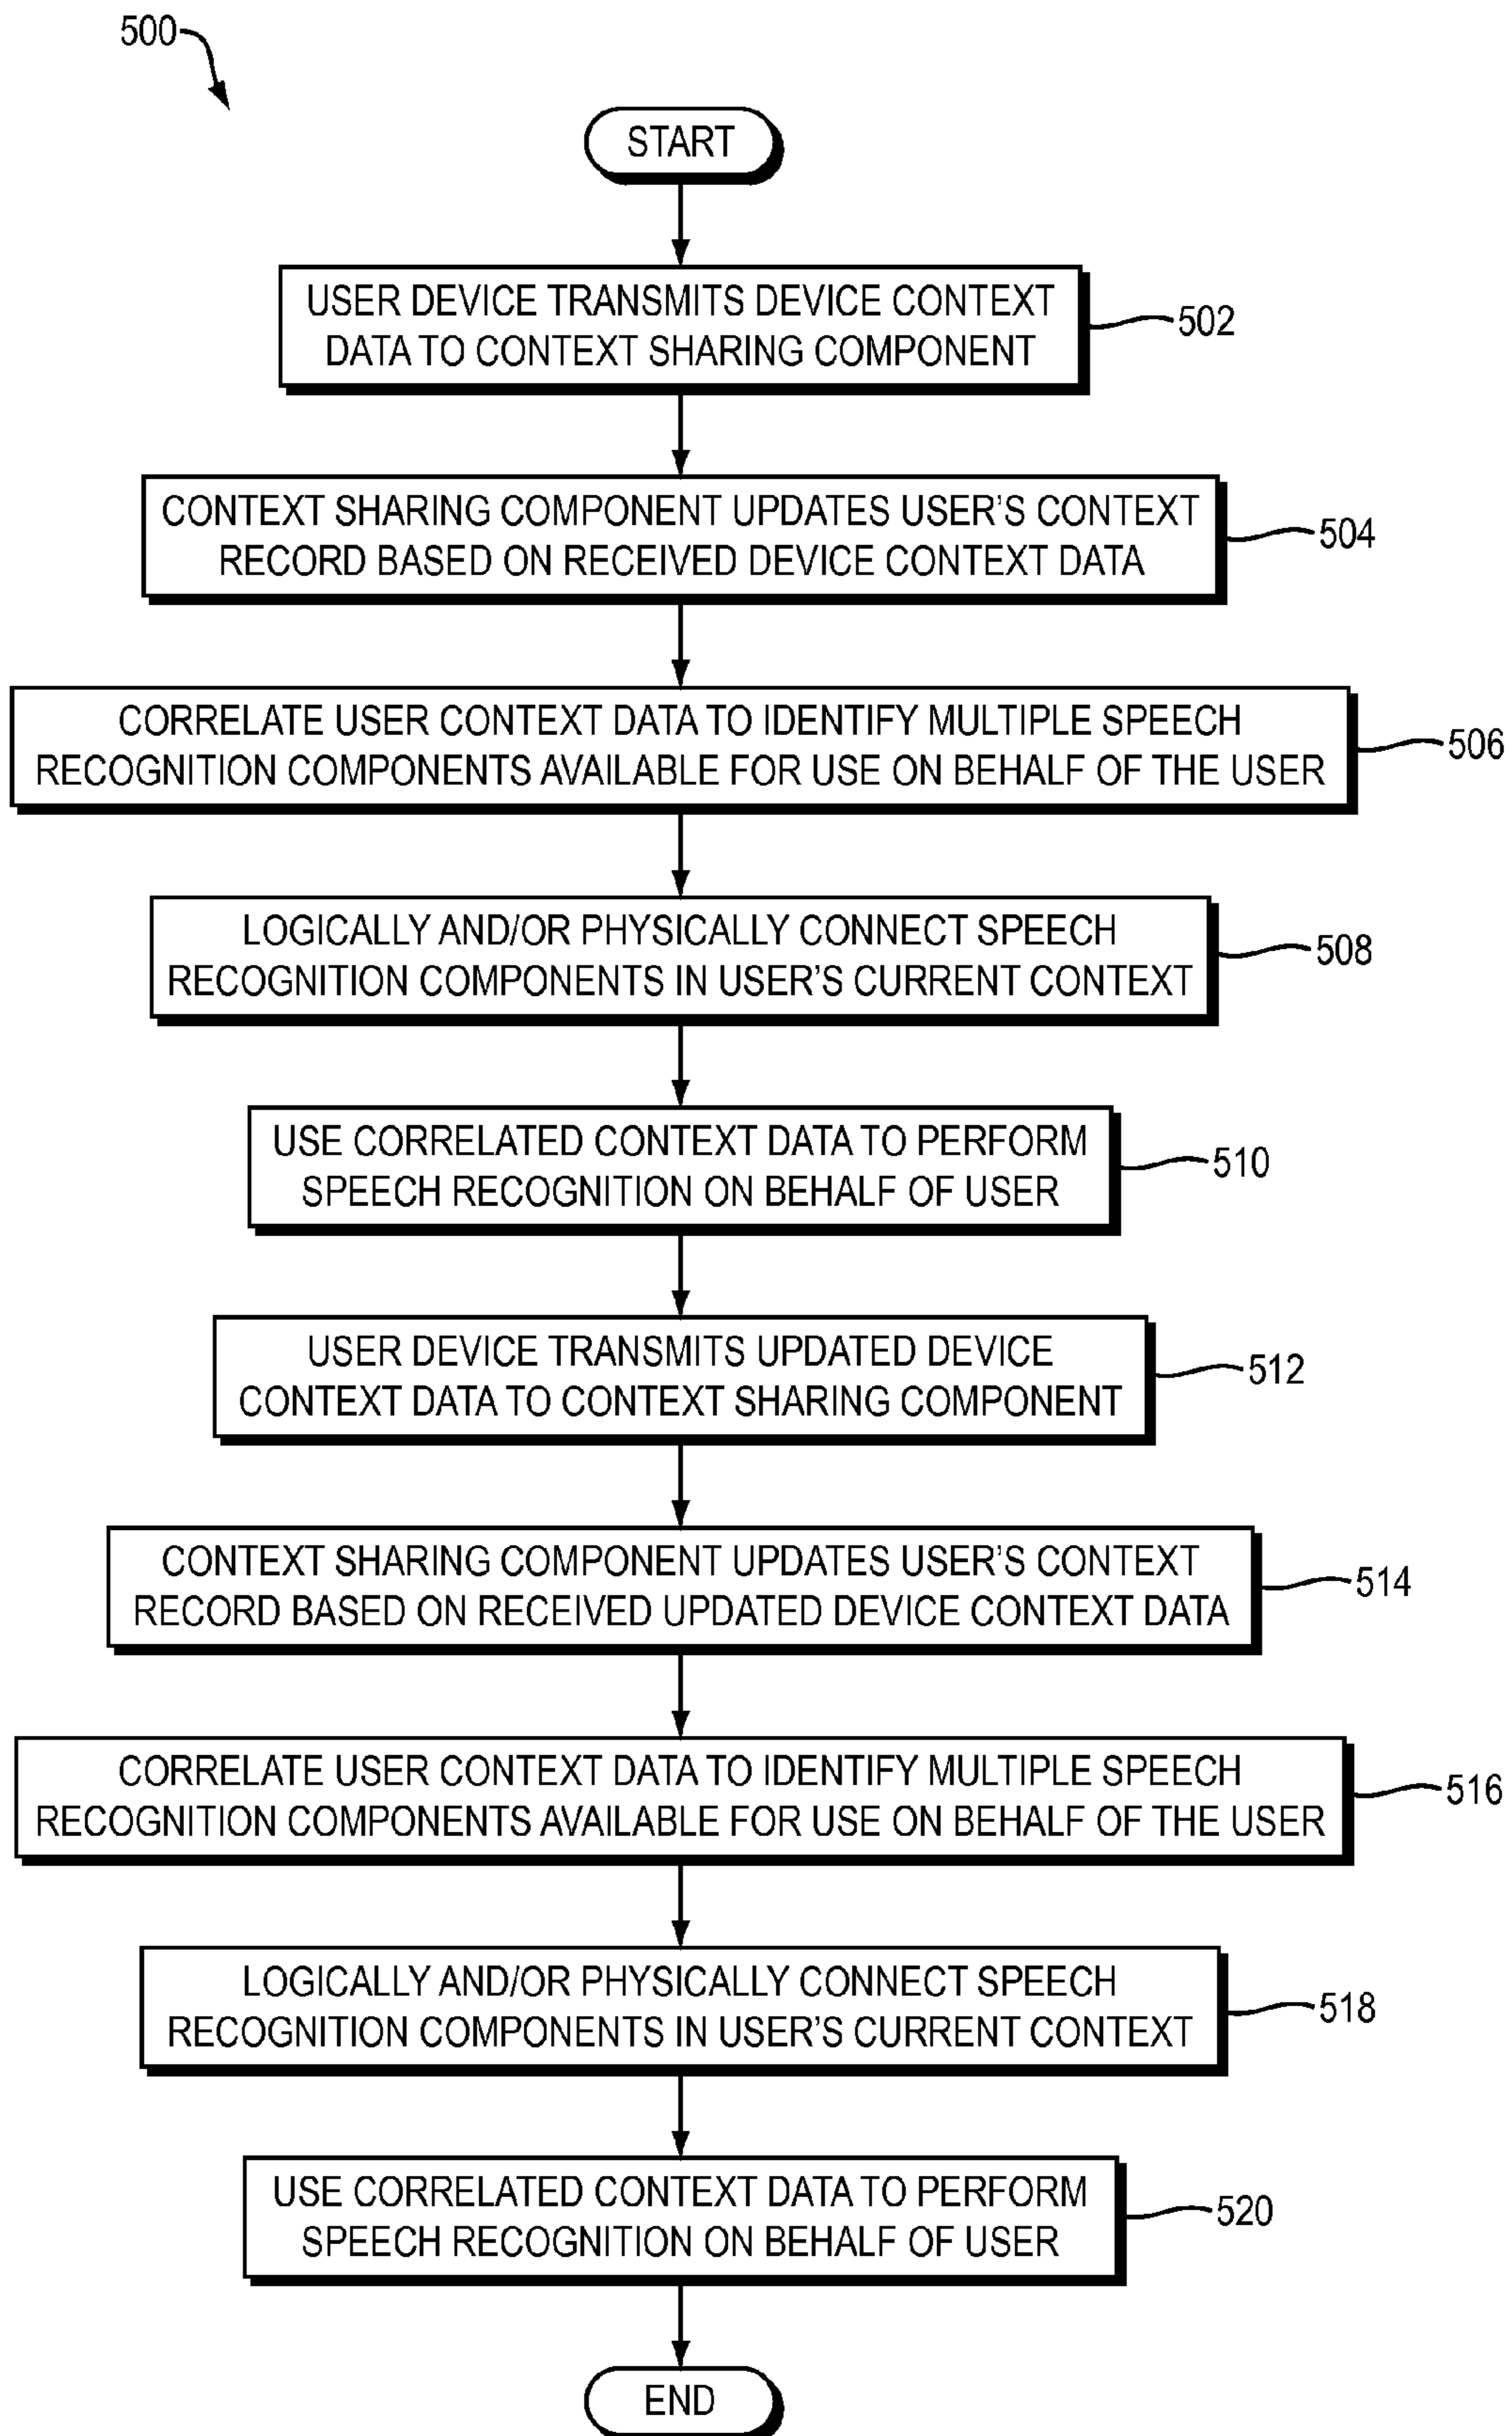 500
START
USER DEVICE TRANSMITS DEVICE CONTEXT
DATA TO CONTEXT SHARING COMPONENT
502
CONTEXT SHARING COMPONENT UPDATES USER'S CONTEXT
RECORD BASED ON RECEIVED DEVICE CONTEXT DATA
504
CORRELATE USER CONTEXT DATA TO IDENTIFY MULTIPLE SPEECH
RECOGNITION COMPONENTS AVAILABLE FOR USE ON BEHALF OF THE USER
506
LOGICALLY AND/OR PHYSICALLY CONNECT SPEECH
RECOGNITION COMPONENTS IN USER'S CURRENT CONTEXT
508
USE CORRELATED CONTEXT DATA TO PERFORM
SPEECH RECOGNITION ON BEHALF OF USER
510
USER DEVICE TRANSMITS UPDATED DEVICE
CONTEXT DATA TO CONTEXT SHARING COMPONENT
512
CONTEXT SHARING COMPONENT UPDATES USER'S CONTEXT
RECORD BASED ON RECEIVED UPDATED DEVICE CONTEXT DATA
514
CORRELATE USER CONTEXT DATA TO IDENTIFY MULTIPLE SPEECH
RECOGNITION COMPONENTS AVAILABLE FOR USE ON BEHALF OF THE USER
516
LOGICALLY AND/OR PHYSICALLY CONNECT SPEECH
RECOGNITION COMPONENTS IN USER'S CURRENT CONTEXT
518
USE CORRELATED CONTEXT DATA TO PERFORM
SPEECH RECOGNITION ON BEHALF OF USER
520
END